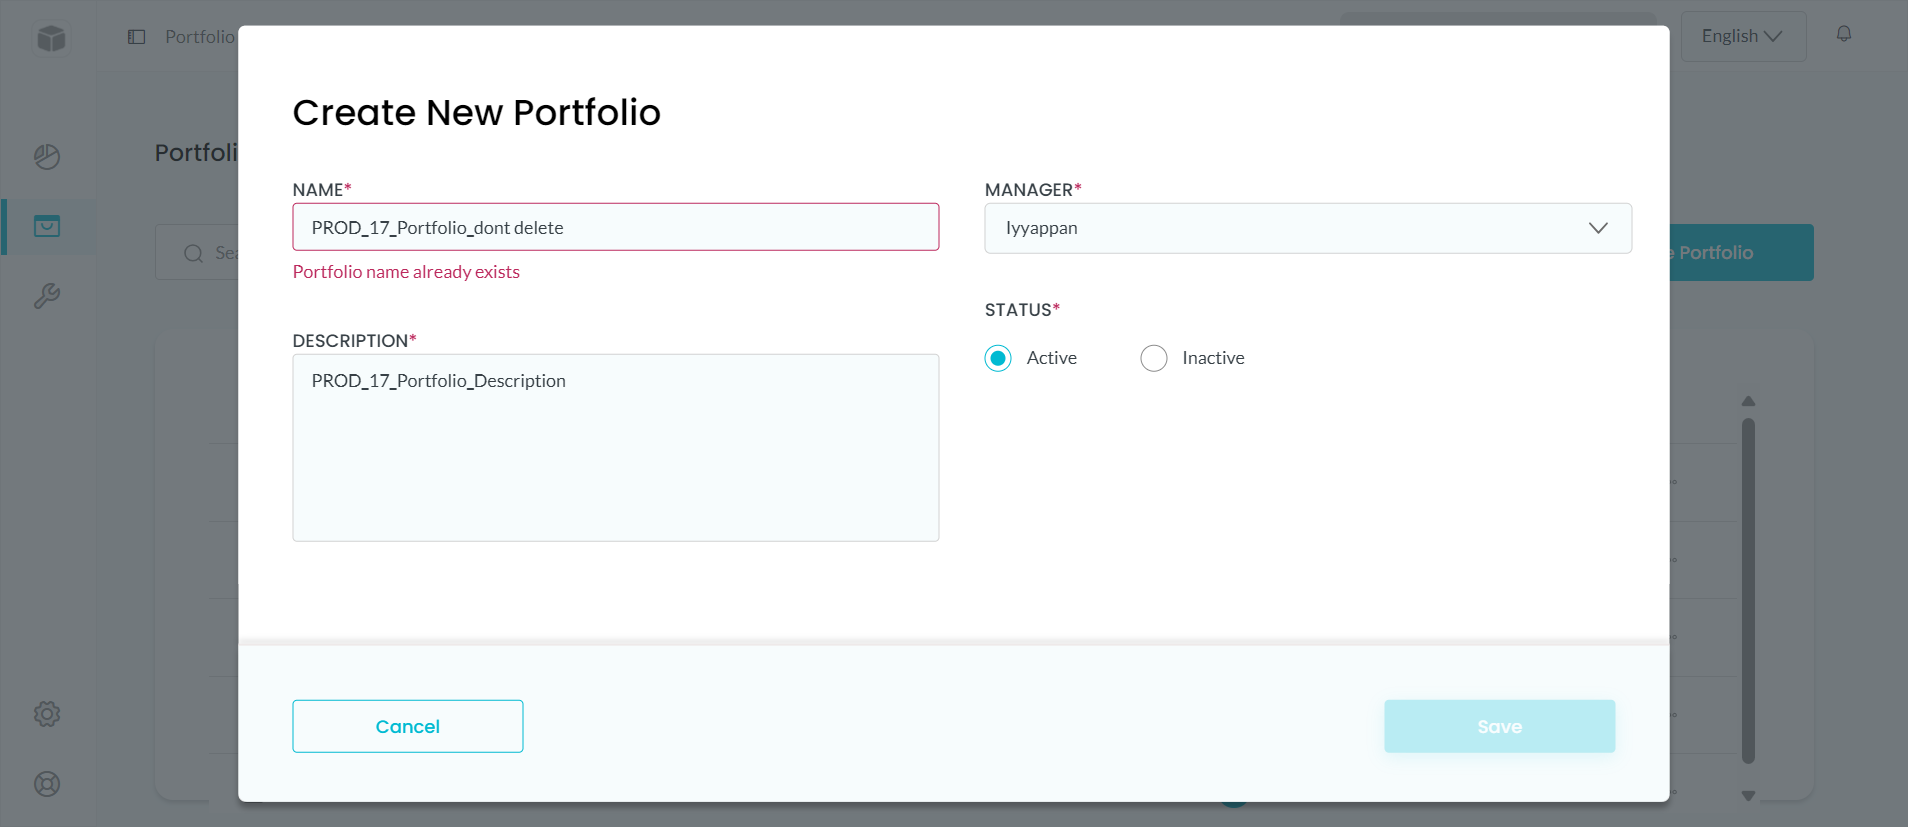 Portfolio
English
Portfoli
Sea
e Portfolio
Create New Portfolio
NAME*
PROD_17_Portfolio_dont delete
Portfolio name already exists
DESCRIPTION*
PROD_17_Portfolio_Description
MANAGER*
Iyyappan
STATUS*
Active
Inactive
Cancel
Save